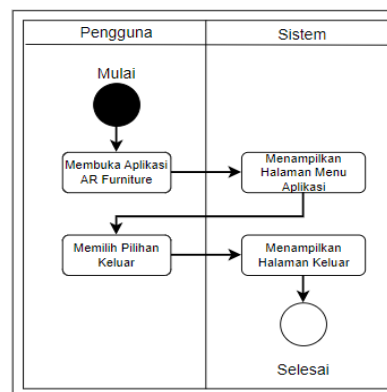 Pengguna
Sistem
Mulai
Membuka Aplikasi
AR Furniture
Menampilkan
Halaman Menu
Aplikasi
Memilih Pilihan
Keluar
Menampilkan
Halaman Keluar
Selesai